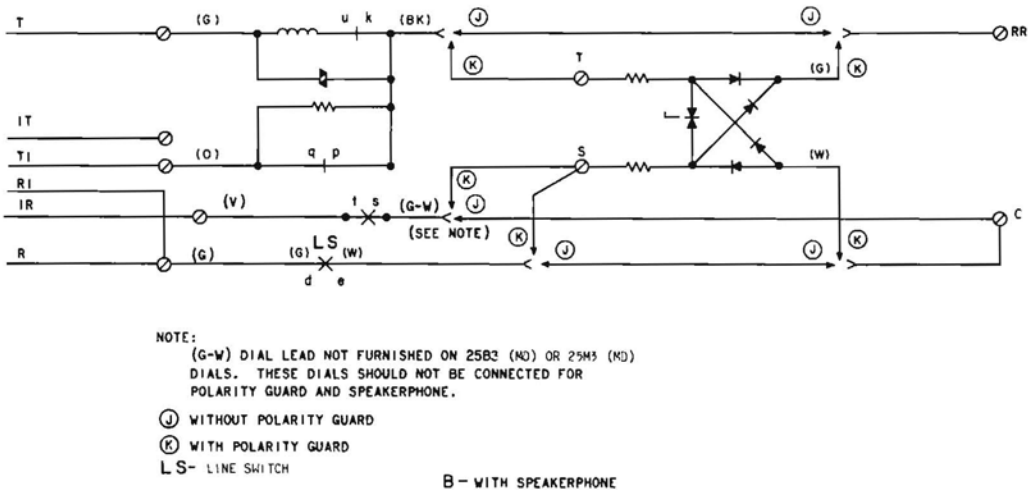 T (G) u k (BK) J J RR
K T (G) K
IT
TI (O) q p S (W)
RI K
IR (V) t s (G-W) J C
(SEE NOTE) K K
R (G) (G) LS (W) J J
d e
NOTE:
(G-W) DIAL LEAD NOT FURNISHED ON 25B3 (MD) OR 25M3 (MD)
DIALS. THESE DIALS SHOULD NOT BE CONNECTED FOR
POLARITY GUARD AND SPEAKERPHONE.
J WITHOUT POLARITY GUARD
K WITH POLARITY GUARD
LS- LINE SWITCH
B - WITH SPEAKERPHONE